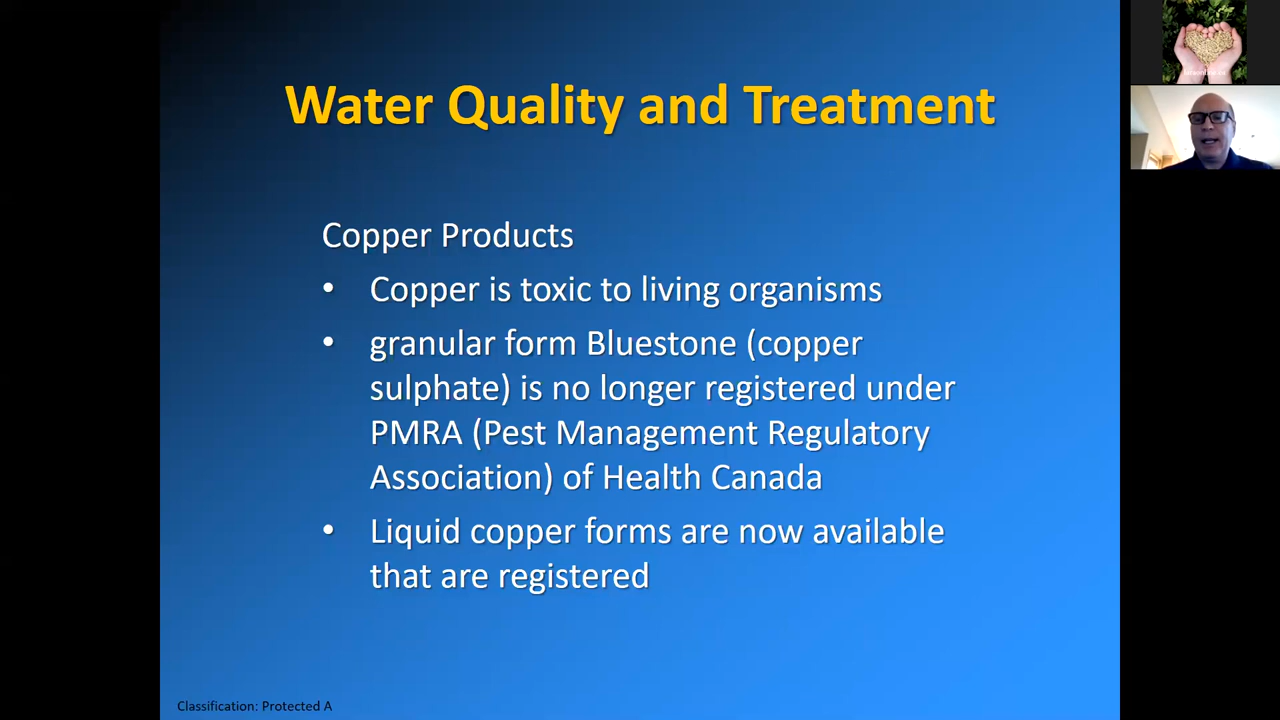 Water Quality and Treatment
Copper Products
• Copper is toxic to living organisms
• granular form Bluestone (copper
sulphate) is no longer registered under
PMRA (Pest Management Regulatory
Association) of Health Canada
• Liquid copper forms are now available
that are registered
Classification: Protected A